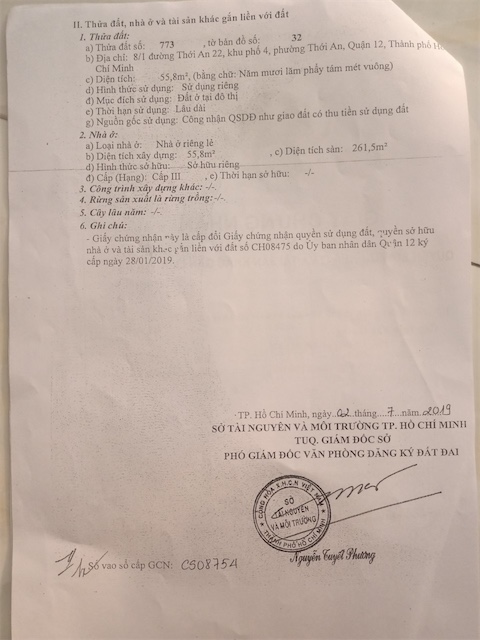 II. Thửa đất, nhà ở và tài sản khác gắn liền với đất
1. Thửa đất:
a) Thửa đất số: 773 , tờ bản đồ số: 32
b) Địa chỉ: 8/1 đường Thới An 22, khu phố 4, phường Thới An, Quận 12, Thành phố Hồ
Chí Minh
c) Diện tích: 55,8m², (bằng chữ: Năm mươi lăm phẩy tám mét vuông)
d) Hình thức sử dụng: Sử dụng riêng
đ) Mục đích sử dụng: Đất ở tại đô thị
e) Thời hạn sử dụng: Lâu dài
g) Nguồn gốc sử dụng: Công nhận QSDĐ như giao đất có thu tiền sử dụng đất
2. Nhà ở:
a) Loại nhà ở: Nhà ở riêng lẻ
b) Diện tích xây dựng: 55,8m² , c) Diện tích sàn: 261,5m²
d) Hình thức sở hữu: Sở hữu riêng
đ) Cấp (Hạng): Cấp III , e) Thời hạn sở hữu: -/-
3. Công trình xây dựng khác: -/-.
4. Rừng sản xuất là rừng trồng:-/-.
5. Cây lâu năm: -/-.
6. Ghi chú:
- Giấy chứng nhận này là cấp đổi Giấy chứng nhận quyền sử dụng đất, quyền sở hữu
nhà ở và tài sản khác gắn liền với đất số CH08475 do Ủy ban nhân dân Quận 12 ký
cấp ngày 28/01/2019.
TP. Hồ Chí Minh, ngày 02 tháng 7 năm 2019
SỞ TÀI NGUYÊN VÀ MÔI TRƯỜNG TP. HỒ CHÍ MINH
TUQ. GIÁM ĐỐC SỞ
PHÓ GIÁM ĐỐC VĂN PHÒNG ĐĂNG KÝ ĐẤT ĐAI
CỘNG HÒA X.H.C.N VIỆT NAM
SỞ
TÀI NGUYÊN
VÀ MÔI TRƯỜNG
THÀNH PHỐ HỒ CHÍ MINH
Nguyễn Tuyết Phương
Số vào sổ cấp GCN: CS08754